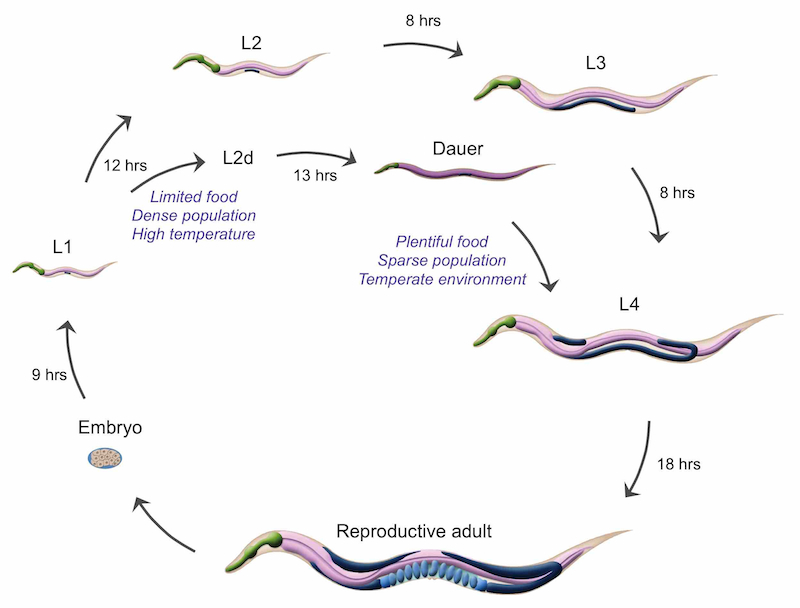 L2
8 hrs
L3
12 hrs
L2d
13 hrs
Dauer
Limited food
Dense population
High temperature
8 hrs
Plentiful food
Sparse population
Temperate environment
L1
L4
9 hrs
Embryo
18 hrs
Reproductive adult